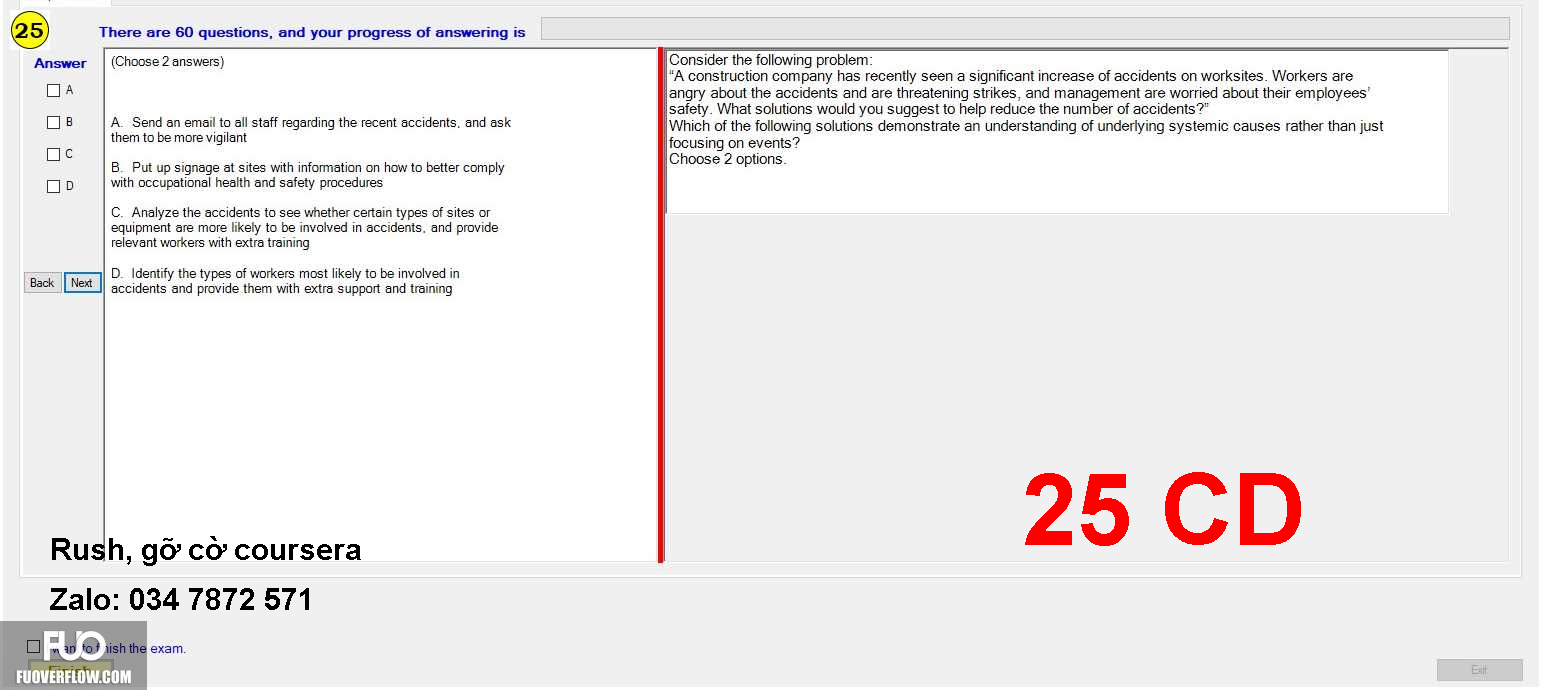 25
There are 60 questions, and your progress of answering is
Answer
A
B
C
D
Back
Next
(Choose 2 answers)
A. Send an email to all staff regarding the recent accidents, and ask
them to be more vigilant
B. Put up signage at sites with information on how to better comply
with occupational health and safety procedures
C. Analyze the accidents to see whether certain types of sites or
equipment are more likely to be involved in accidents, and provide
relevant workers with extra training
D. Identify the types of workers most likely to be involved in
accidents and provide them with extra support and training
Consider the following problem:
“A construction company has recently seen a significant increase of accidents on worksites. Workers are
angry about the accidents and are threatening strikes, and management are worried about their employees’
safety. What solutions would you suggest to help reduce the number of accidents?”
Which of the following solutions demonstrate an understanding of underlying systemic causes rather than just
focusing on events?
Choose 2 options.
25 CD
Rush, gỡ cờ coursera
Zalo: 034 7872 571
FUO
to finish the exam.
FUOVERFLOW.COM
Exit